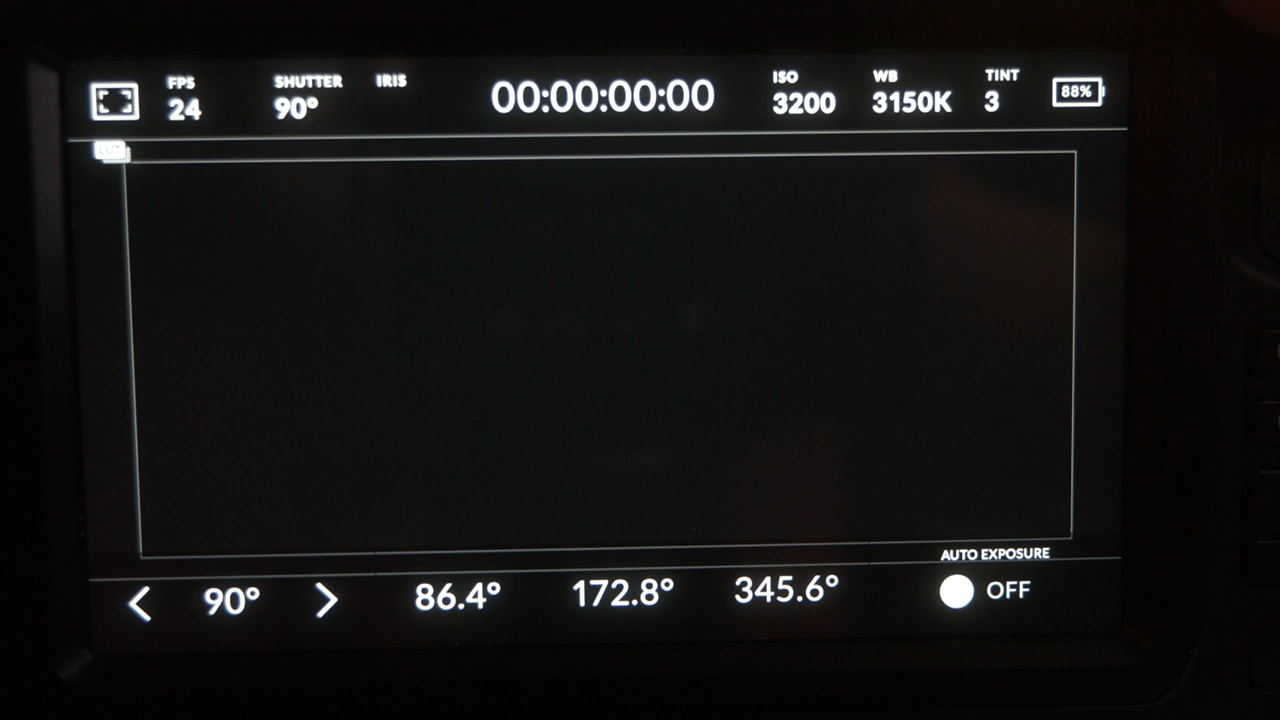 FPS SHUTTER IRIS ISO WB TINT
24 90° 00:00:00:00 3200 3150K 3 88%
LUT
AUTO EXPOSURE
90° 86.4° 172.8° 345.6° OFF